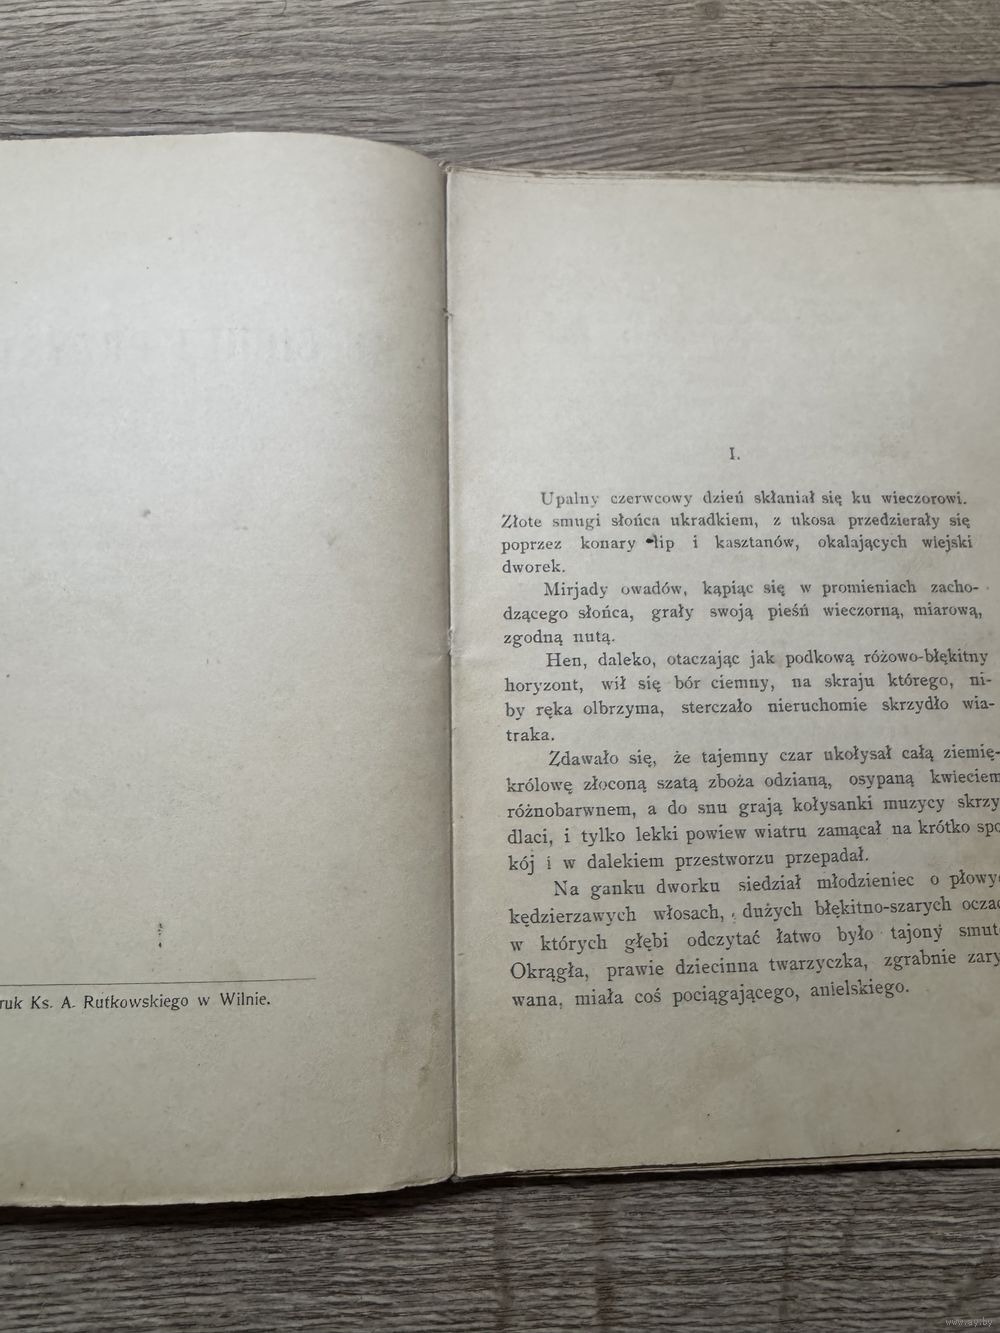 ruk Ks. A. Rutkowskiego w Wilnie.
I.
Upalny czerwcowy dzień skłaniał się ku wieczorowi.
Złote smugi słońca ukradkiem, z ukosa przedzierały się
poprzez konary lip i kasztanów, okalających wiejski
dworek.
Mirjady owadów, kąpiąc się w promieniach zacho-
dzącego słońca, grały swoją pieśń wieczorną, miarową,
zgodną nutą.
Hen, daleko, otaczając jak podkową różowo-błękitny
horyzont, wił się bór ciemny, na skraju którego, ni-
by ręka olbrzyma, sterczało nieruchomie skrzydło wia-
traka.
Zdawało się, że tajemny czar ukołysał całą ziemię-
królowę złoconą szatą zboża odzianą, osypaną kwieciem
różnobarwnem, a do snu grają kołysanki muzycy skrzy
dlaci, i tylko lekki powiew wiatru zamącał na krótko spo
kój i w dalekiem przestworzu przepadał.
Na ganku dworku siedział młodzieniec o płowy
kędzierzawych włosach, dużych błękitno-szarych ocza
w których głębi odczytać łatwo było tajony smut
Okrągła, prawie dziecinna twarzyczka, zgrabnie zary
wana, miała coś pociągającego, anielskiego.
www.ay.by